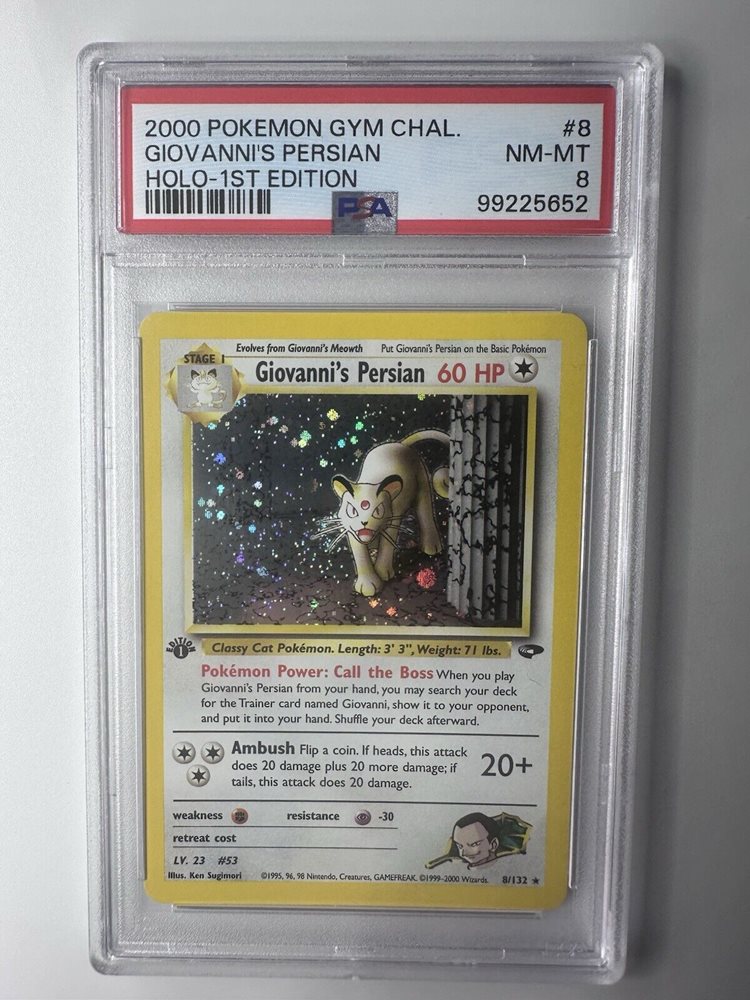 2000 POKEMON GYM CHAL. #8
GIOVANNI'S PERSIAN NM-MT
HOLO-1ST EDITION 8
PSA 99225652
Evolves from Giovanni's Meowth Put Giovanni's Persian on the Basic Pokémon
STAGE 1
Giovanni's Persian 60 HP
EDITION
1
Classy Cat Pokémon. Length: 3' 3", Weight: 71 lbs.
Pokémon Power: Call the Boss When you play
Giovanni's Persian from your hand, you may search your deck
for the Trainer card named Giovanni, show it to your opponent,
and put it into your hand. Shuffle your deck afterward.
Ambush Flip a coin. If heads, this attack
does 20 damage plus 20 more damage; if
tails, this attack does 20 damage.
20+
weakness resistance -30
retreat cost
LV. 23 #53
Illus. Ken Sugimori ©1995, 96, 98 Nintendo, Creatures, GAMEFREAK. ©1999-2000 Wizards. 8/132 ★